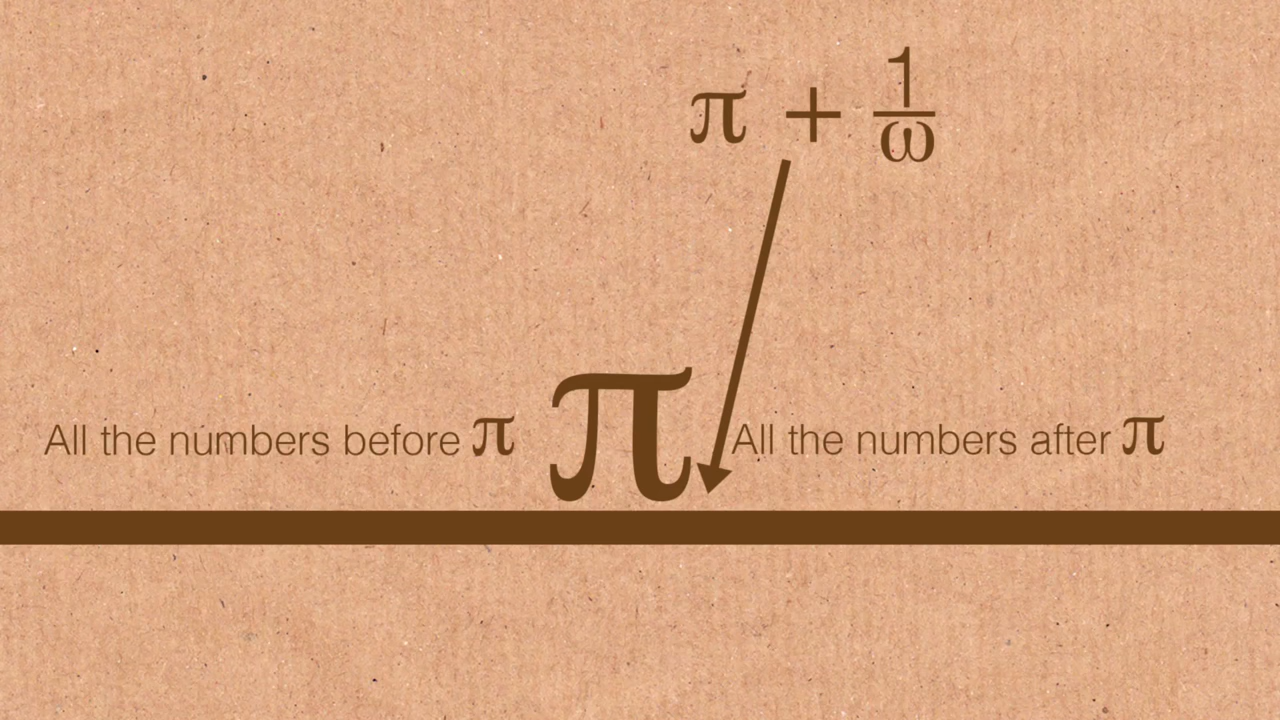 π + 1/ω
All the numbers before π π All the numbers after π